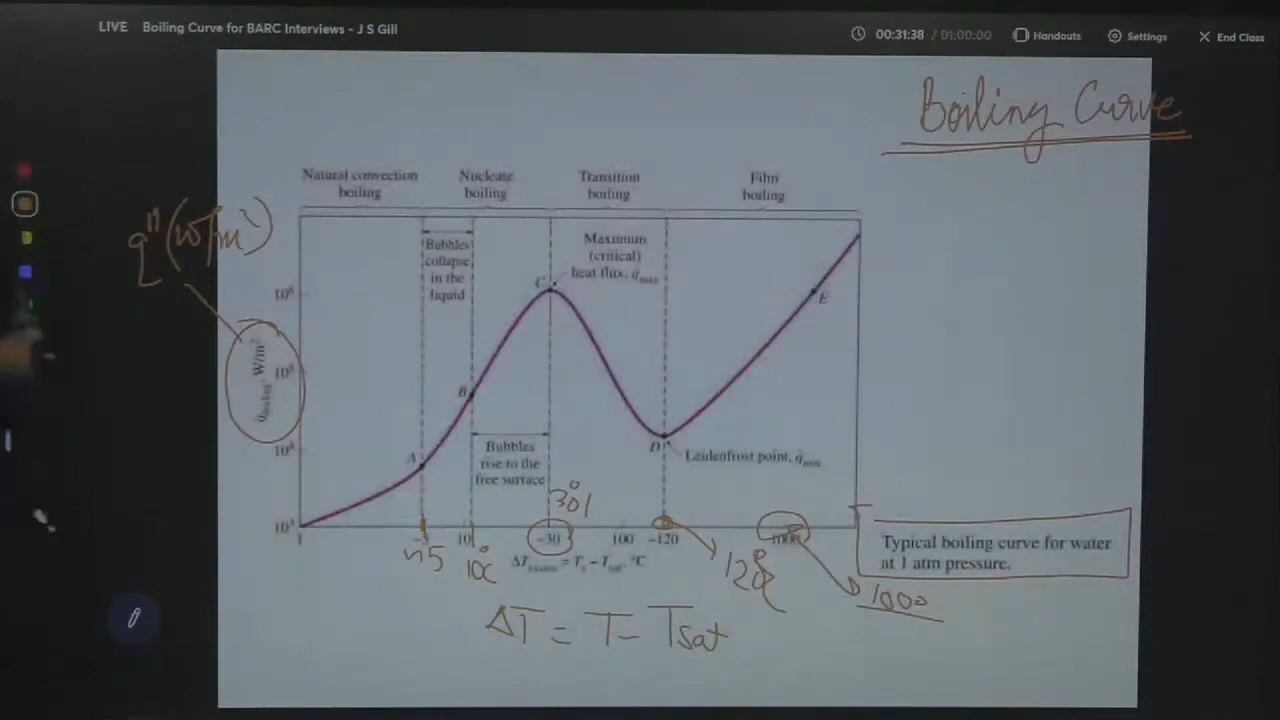 LIVE Boiling Curve for BARC Interviews - J S Gill
00:31:38 / 01:00:00 Handouts Settings End Class
Boiling Curve
Natural convection
boiling
Nucleate
boiling
Transition
boiling
Film
boiling
q" (W/m²)
Bubbles
collapse
in the
liquid
Maximum
(critical)
heat flux, q̇max
C
E
10⁶
10⁵
10⁴
10³
q̇boiling, W/m²
B
A
D
Bubbles
rise to the
free surface
Leidenfrost point, q̇min
30
1 ~5 10 ~30 100 ~120 1000
ΔTexcess = Ts – Tsat, °C
Typical boiling curve for water
at 1 atm pressure.
~5 10°C 120 1000
ΔT = T - Tsat